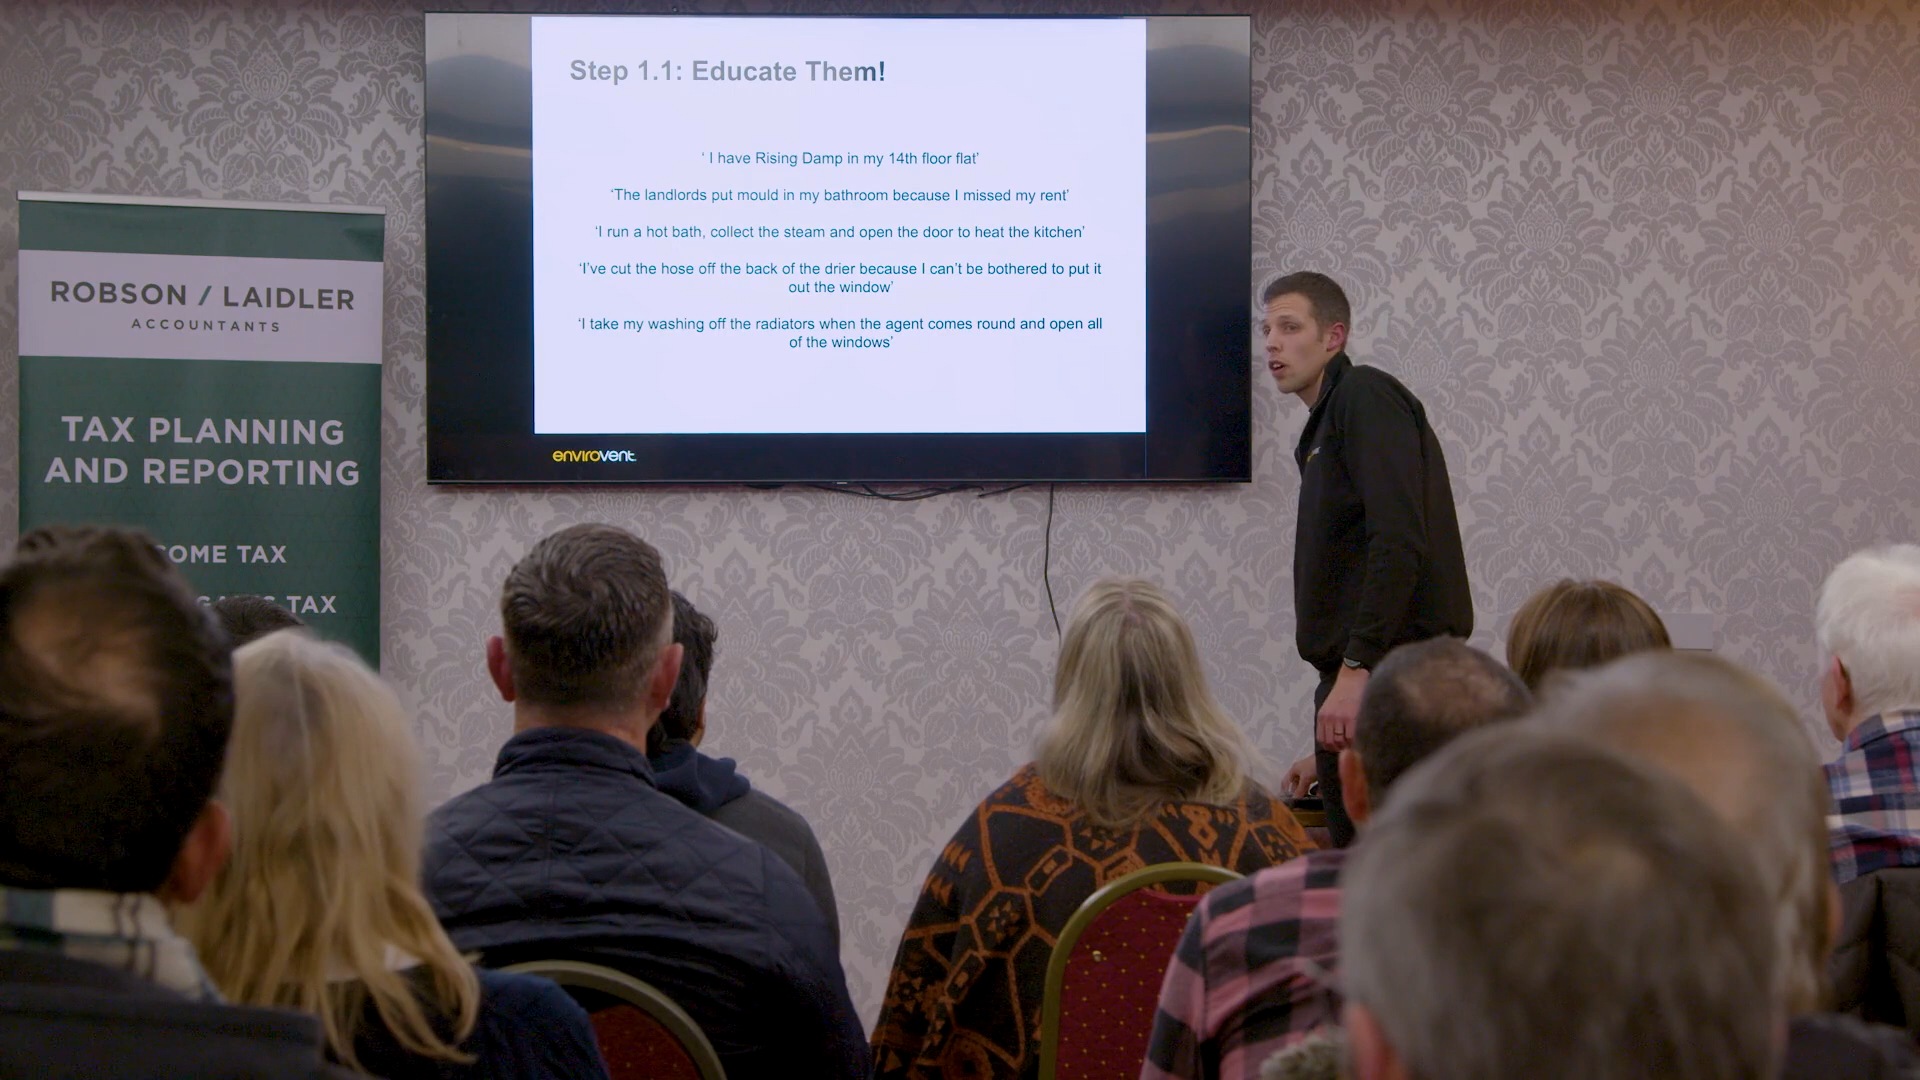 Step 1.1: Educate Them!
‘ I have Rising Damp in my 14th floor flat’
‘The landlords put mould in my bathroom because I missed my rent’
‘I run a hot bath, collect the steam and open the door to heat the kitchen’
‘I’ve cut the hose off the back of the drier because I can’t be bothered to put it
out the window’
‘I take my washing off the radiators when the agent comes round and open all
of the windows’
envirovent
ROBSON / LAIDLER
ACCOUNTANTS
TAX PLANNING
AND REPORTING
TAX
TAX